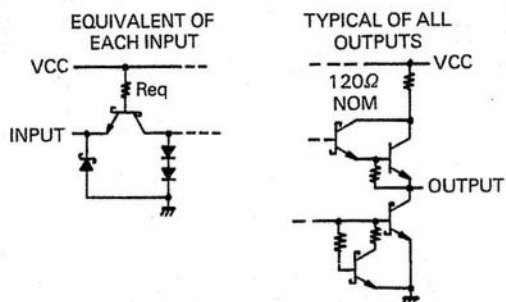 EQUIVALENT OF
EACH INPUT
VCC
Req
INPUT
TYPICAL OF ALL
OUTPUTS
VCC
120Ω
NOM
OUTPUT